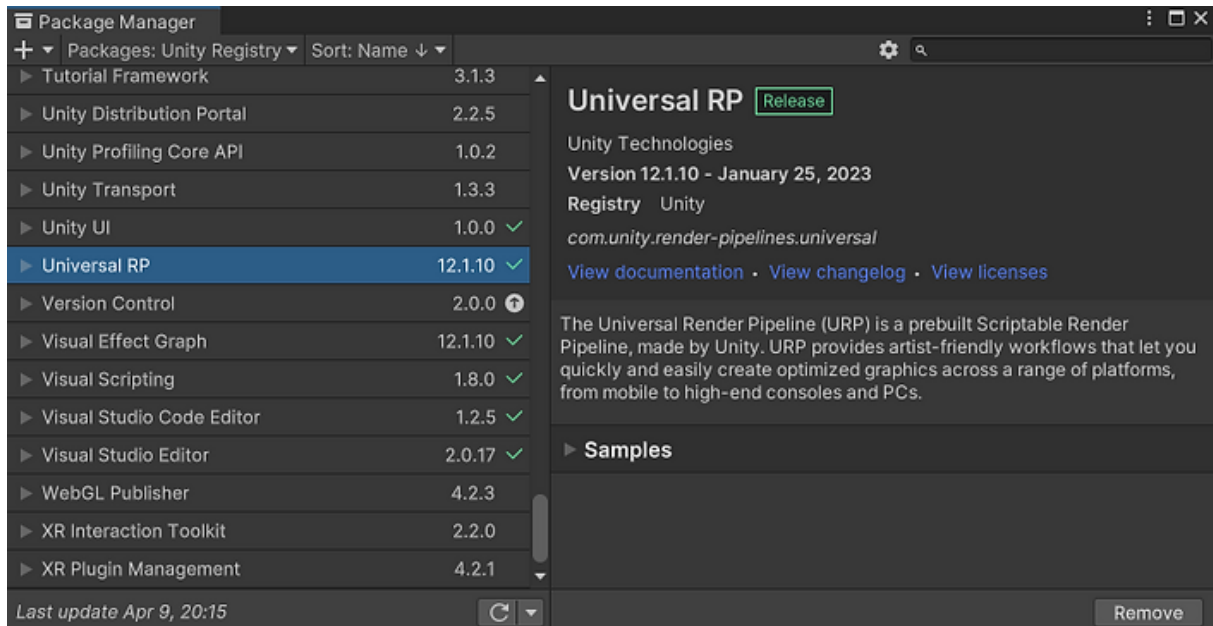 Package Manager
Packages: Unity Registry Sort: Name ↓
Tutorial Framework 3.1.3
Unity Distribution Portal 2.2.5
Unity Profiling Core API 1.0.2
Unity Transport 1.3.3
Unity UI 1.0.0
Universal RP 12.1.10
Version Control 2.0.0
Visual Effect Graph 12.1.10
Visual Scripting 1.8.0
Visual Studio Code Editor 1.2.5
Visual Studio Editor 2.0.17
WebGL Publisher 4.2.3
XR Interaction Toolkit 2.2.0
XR Plugin Management 4.2.1
Last update Apr 9, 20:15
Universal RP Release
Unity Technologies
Version 12.1.10 - January 25, 2023
Registry Unity
com.unity.render-pipelines.universal
View documentation • View changelog • View licenses
The Universal Render Pipeline (URP) is a prebuilt Scriptable Render
Pipeline, made by Unity. URP provides artist-friendly workflows that let you
quickly and easily create optimized graphics across a range of platforms,
from mobile to high-end consoles and PCs.
Samples
Remove